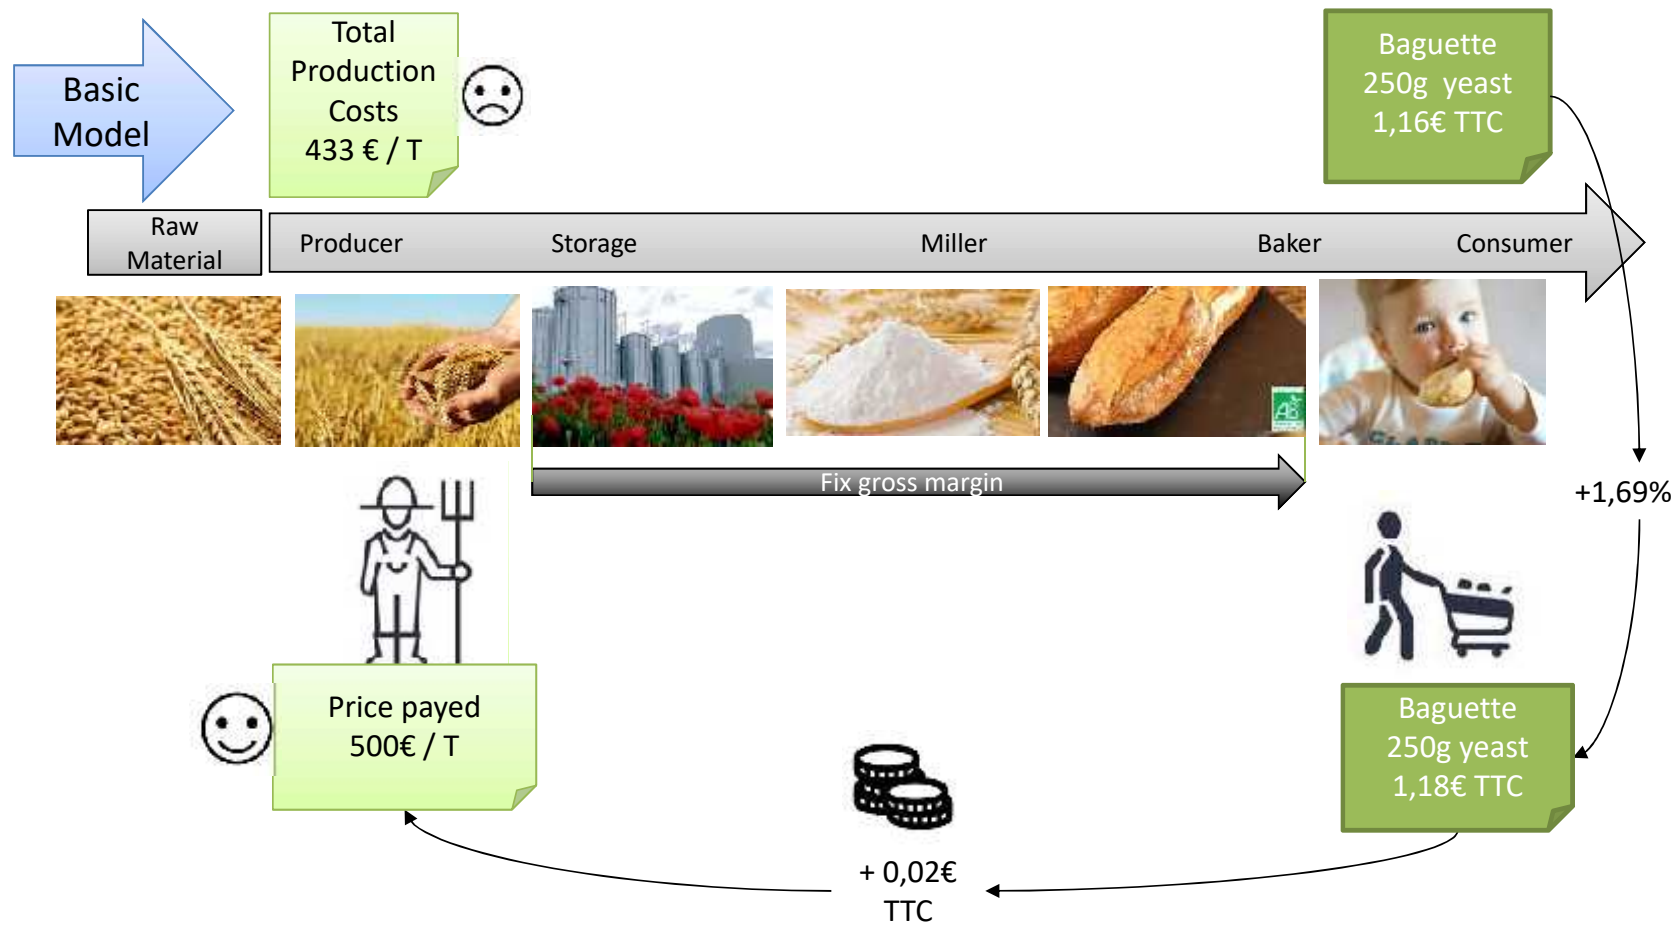 Basic
Model
Total
Production
Costs
433 € / T
Baguette
250g yeast
1,16€ TTC
Raw
Material
Producer
Storage
Miller
Baker
Consumer
AB
Fix gross margin
+1,69%
Price payed
500€ / T
Baguette
250g yeast
1,18€ TTC
+ 0,02€
TTC